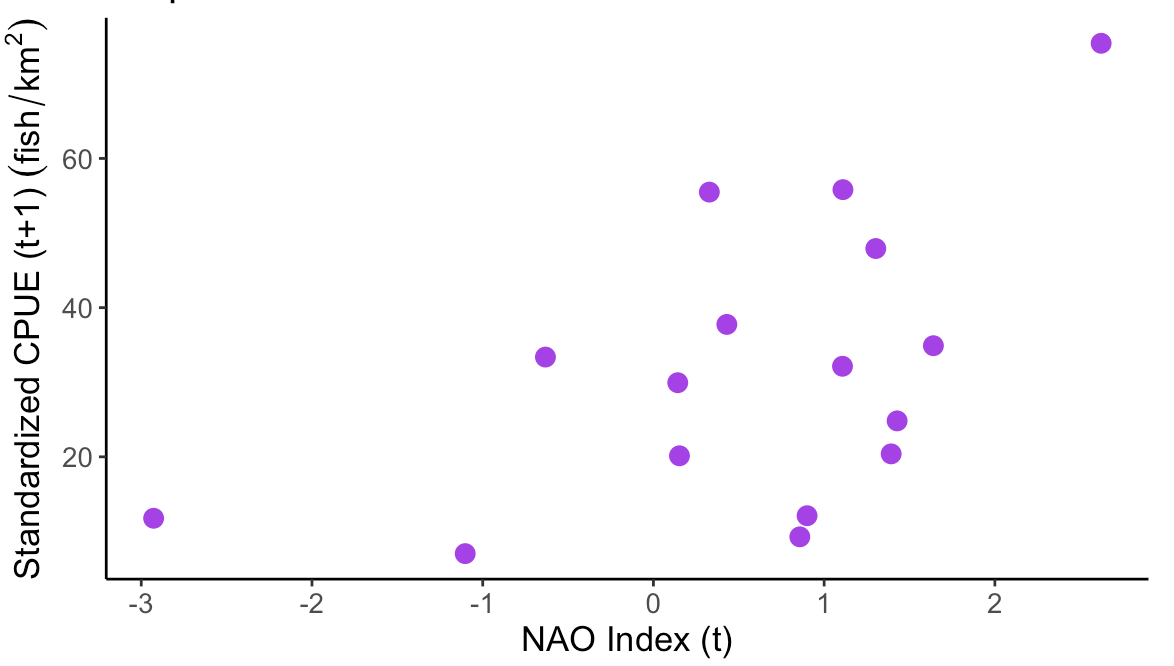 Standardized CPUE (t+1) (fish/km²)
60
40
20
-3 -2 -1 0 1 2
NAO Index (t)